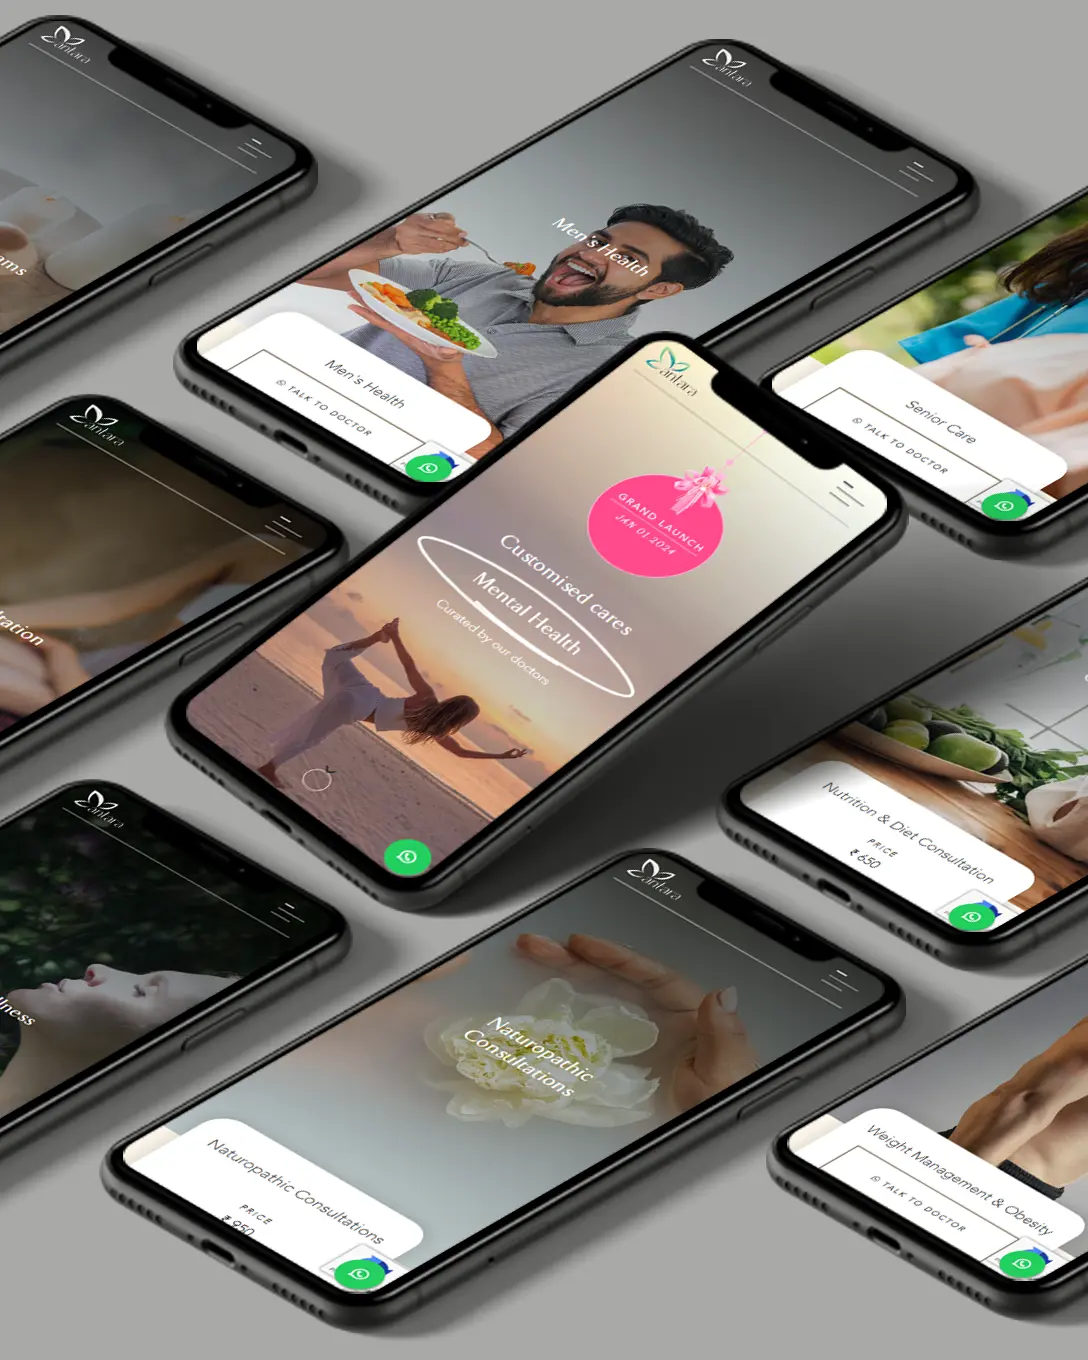 antara
antara
ams
Men's Health
Men's Health
TALK TO DOCTOR
Senior Care
TALK TO DOCTOR
antara
GRAND LAUNCH
JAN 01.2024
Customised cares
Mental Health
Curated by our doctors
antara
ration
Nutrition & Diet Consultation
PRICE
₹ 650
antara
lness
antara
Naturopathic
Consultations
Naturopathic Consultations
PRICE
₹ 950
Weight Management & Obesity
TALK TO DOCTOR